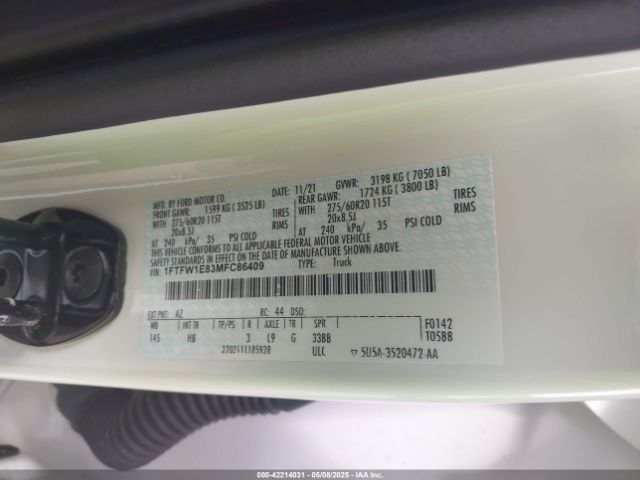 MFD. BY FORD MOTOR CO.
DATE: 11/21 GVWR: 3198 KG ( 7050 LB)
FRONT GAWR: 1599 KG ( 3525 LB) REAR GAWR: 1724 KG ( 3800 LB)
WITH 275/60R20 115T TIRES WITH 275/60R20 115T TIRES
20x8.5J RIMS 20x8.5J RIMS
AT 240 kPa/ 35 PSI COLD AT 240 kPa/ 35 PSI COLD
THIS VEHICLE CONFORMS TO ALL APPLICABLE FEDERAL MOTOR VEHICLE
SAFETY STANDARDS IN EFFECT ON THE DATE OF MANUFACTURE SHOWN ABOVE.
VIN: 1FTFW1E83MFC86409 TYPE: Truck
EXT PNT: AZ RC: 44 DSO:
WB INT TR TP/PS R AXLE TR SPR F0142
145 HB 3 L9 G 33BB T0588
2702111185928 ULC ▽ 5U5A-3520472-AA
000-42214031 - 05/08/2025 - IAAI Inc.